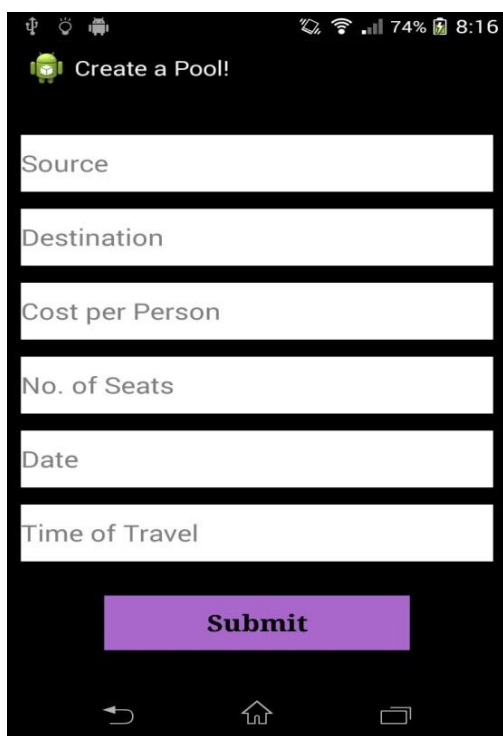 74% 8:16
Create a Pool!
Source
Destination
Cost per Person
No. of Seats
Date
Time of Travel
Submit